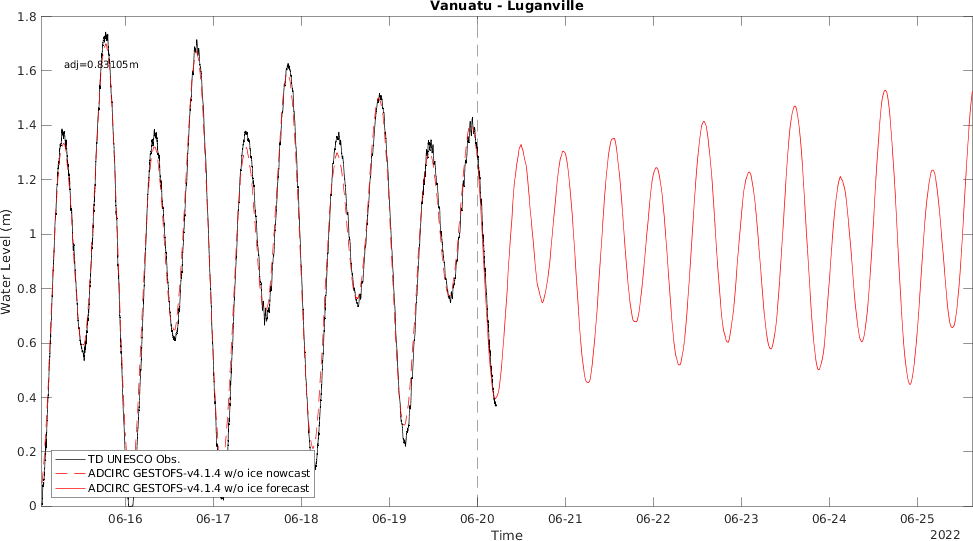 Vanuatu - Luganville
1.8
1.6
1.4
1.2
1
0.8
0.6
0.4
0.2
0
Water Level (m)
adj=0.83105m
TD UNESCO Obs.
ADCIRC GESTOFS-v4.1.4 w/o ice nowcast
ADCIRC GESTOFS-v4.1.4 w/o ice forecast
06-16 06-17 06-18 06-19 06-20 06-21 06-22 06-23 06-24 06-25
Time
2022